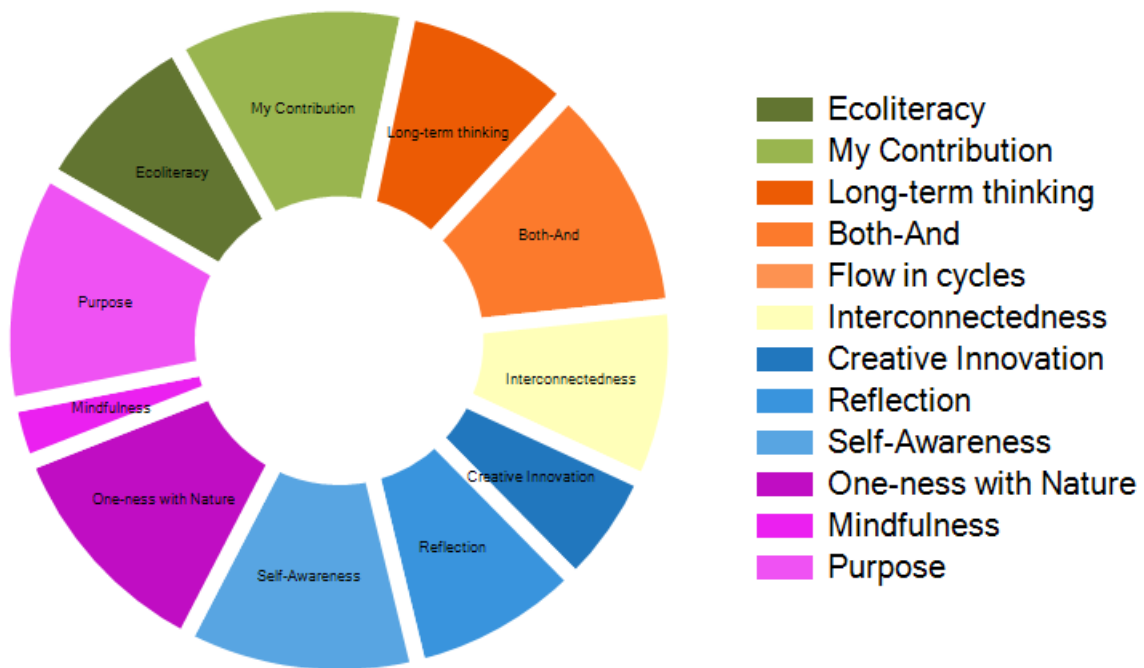 My Contribution
Long-term thinking
Ecoliteracy
Both-And
Purpose
Interconnectedness
Mindfulness
Creative Innovation
One-ness with Nature
Reflection
Self-Awareness
Ecoliteracy
My Contribution
Long-term thinking
Both-And
Flow in cycles
Interconnectedness
Creative Innovation
Reflection
Self-Awareness
One-ness with Nature
Mindfulness
Purpose